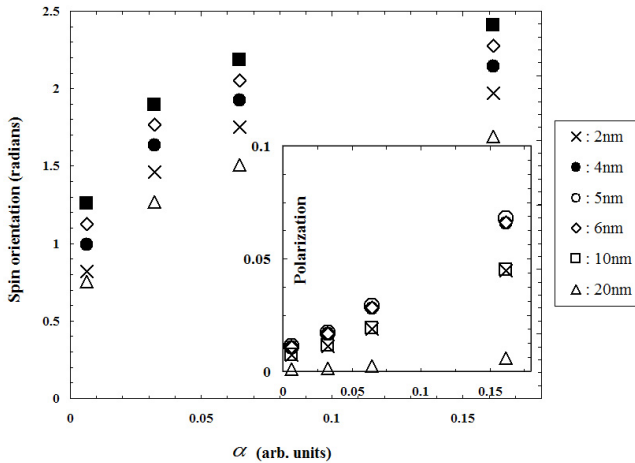 2.5
2
1.5
1
0.5
0
Spin orientation (radians)
0 0.05 0.1 0.15
α (arb. units)
0.1
0.05
0
Polarization
0 0.05 0.1 0.15
: 2nm
: 4nm
: 5nm
: 6nm
: 10nm
: 20nm